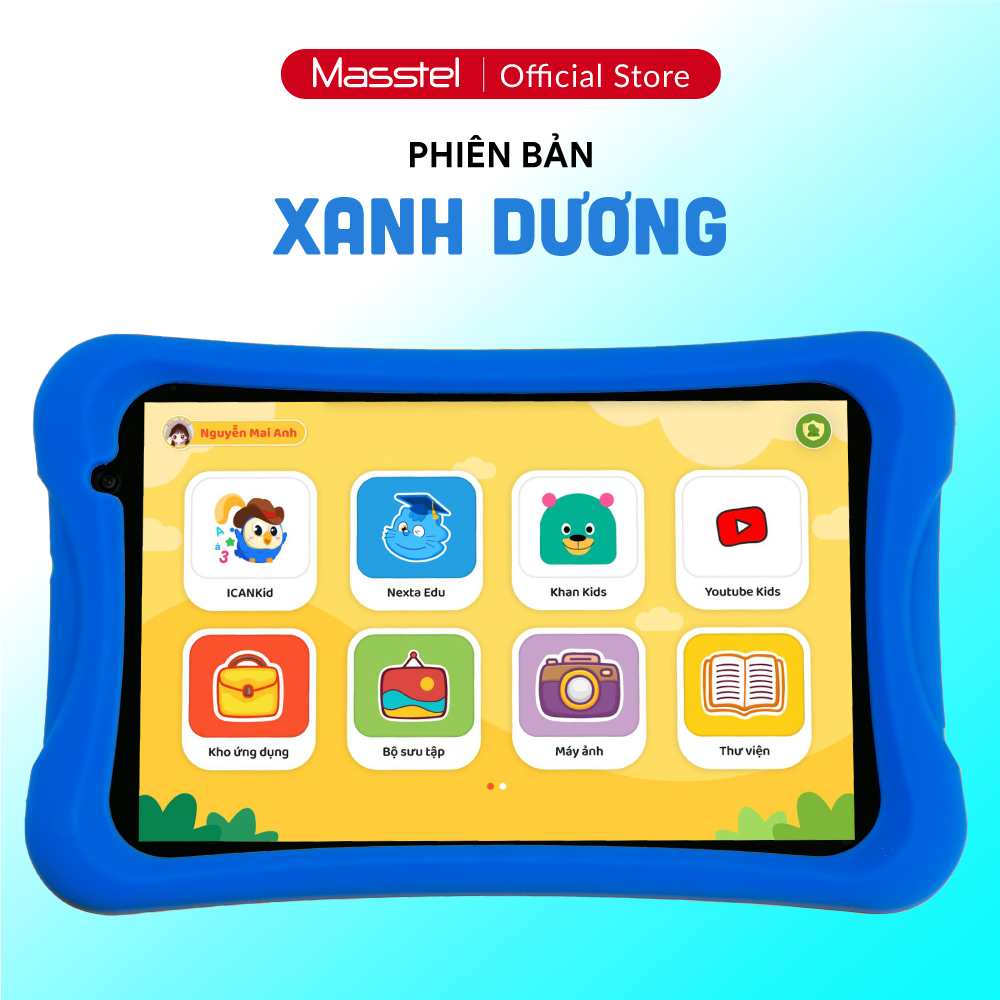 Masstel | Official Store
PHIÊN BẢN
XANH DƯƠNG
Nguyễn Mai Anh
A
ă
3
ICANKid
Nexta Edu
Khan Kids
Youtube Kids
Kho ứng dụng
Bộ sưu tập
Máy ảnh
Thư viện